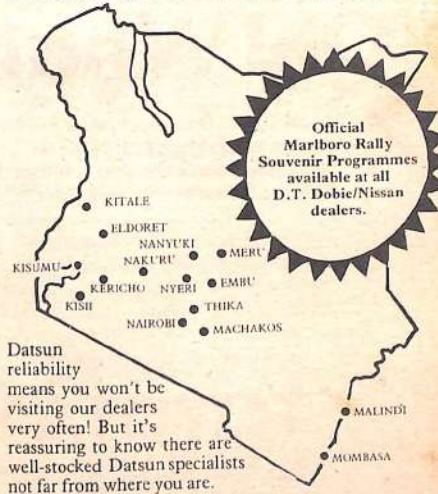 Official
Marlboro Rally
Souvenir Programmes
available at all
D.T. Dobie/Nissan
dealers.
KITALE
ELDORET
NANYUKI
MERU
KISUMU
NAKURU
KERICHO
NYERI
EMBU
KISII
THIKA
NAIROBI
MACHAKOS
Datsun
reliability
means you won't be
visiting our dealers
very often! But it's
reassuring to know there are
well-stocked Datsun specialists
not far from where you are.
MALINDI
MOMBASA